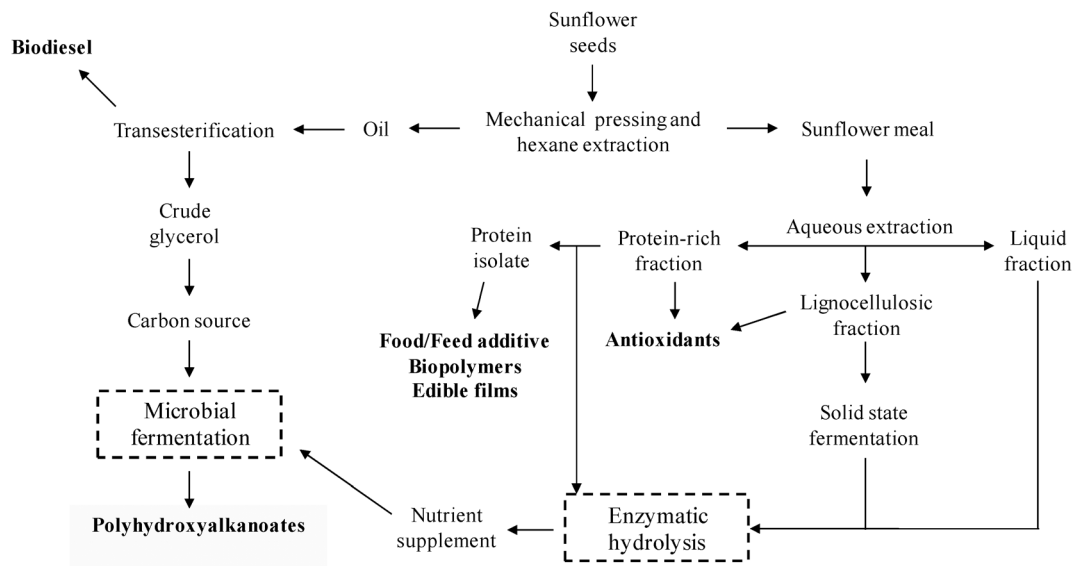 Sunflower
seeds
Biodiesel
Mechanical pressing and
hexane extraction
Transesterification
Oil
Sunflower meal
Crude
glycerol
Protein
isolate
Protein-rich
fraction
Aqueous extraction
Liquid
fraction
Carbon source
Lignocellulosic
fraction
Food/Feed additive
Biopolymers
Edible films
Antioxidants
Microbial
fermentation
Solid state
fermentation
Polyhydroxyalkanoates
Nutrient
supplement
Enzymatic
hydrolysis